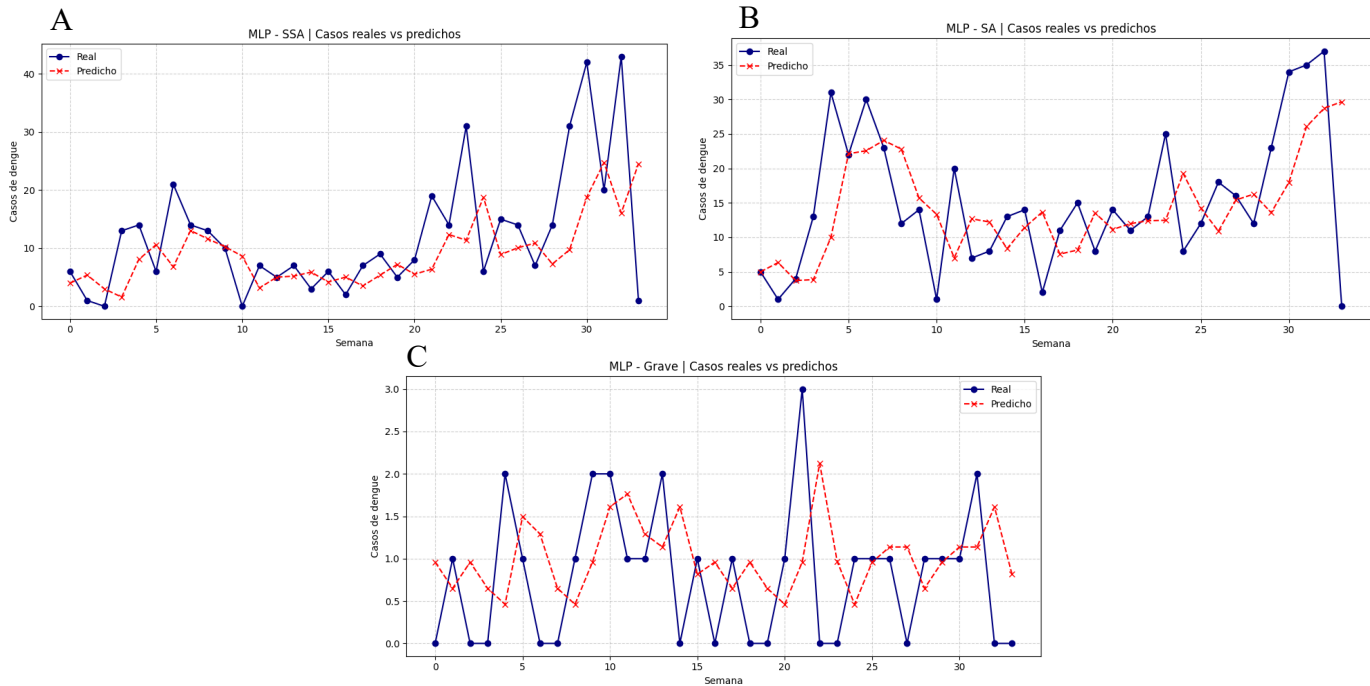 A
MLP - SSA | Casos reales vs predichos
Real
Predicho
Casos de dengue
40
30
20
10
0
0 5 10 15 20 25 30
Semana
B
MLP - SA | Casos reales vs predichos
Real
Predicho
Casos de dengue
35
30
25
20
15
10
5
0
0 5 10 15 20 25 30
Semana
C
MLP - Grave | Casos reales vs predichos
Real
Predicho
Casos de dengue
3.0
2.5
2.0
1.5
1.0
0.5
0.0
0 5 10 15 20 25 30
Semana